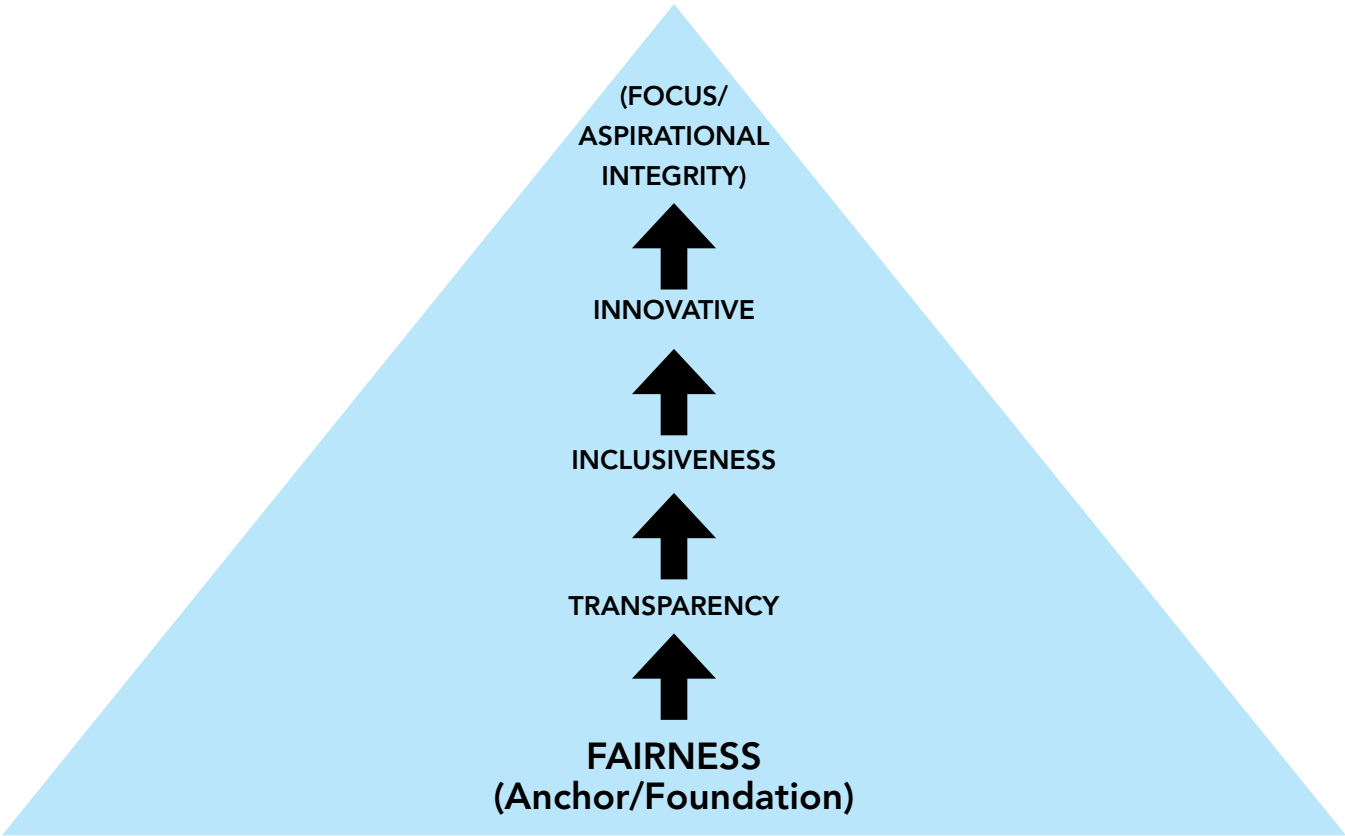 (FOCUS/
ASPIRATIONAL
INTEGRITY)
INNOVATIVE
INCLUSIVENESS
TRANSPARENCY
FAIRNESS
(Anchor/Foundation)